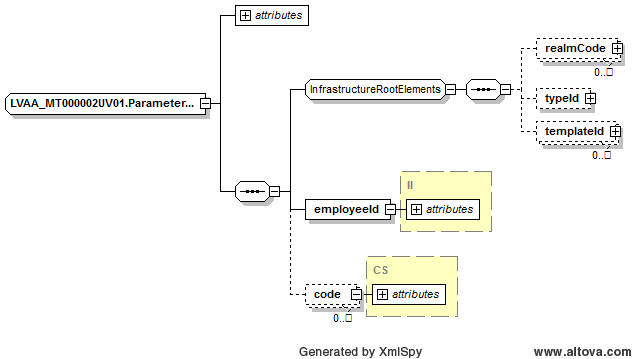 attributes
realmCode
0..
LVAA_MT000002UV01.Parameter...
InfrastructureRootElements
typeId
templateId
0..
II
employeeId
attributes
CS
code
attributes
0..
Generated by XmlSpy
www.altova.com